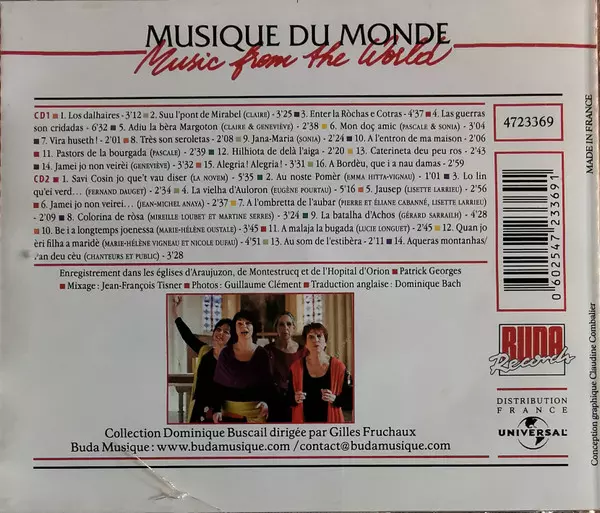 MUSIQUE DU MONDE
Music from the World
CD1 1. Los dalhaires - 3'12 2. Suu l'pont de Mirabel (CLAIRE) - 3'25 3. Enter la Ròchas e Cotras - 4'37 4. Las guerras
son cridadas - 6'32 5. Adiu la bèra Margoton (CLAIRE & GENEVIÈVE) - 2'38 6. Mon doç amic (PASCALE & SONIA) - 3'04
7. Vira huseth! - 2'01 8. Très son seroletas - 2'08 9. Jana-Maria (SONIA) - 2'24 10. A l'entron de ma maison - 2'06
11. Pastors de la bourgada (PASCALE) - 2'39 12. Hilhota de delà l'aiga - 2'20 13. Caterineta deu peu ros - 2'43
14. Jamei jo non veirèi (GENEVIÈVE) - 3'32 15. Alegria! Alegria! - 3'31 16. A Bordèu, que i a nau damas - 2'59
CD2 1. Savi Cosin jo que't vau diser (LA NOVEM) - 5'35 2. Au noste Pomèr (EMMA HITTA-VIGNAU) - 1'01 3. Lo lin
qu'ei verd... (FERNAND DAUGET) - 2'34 4. La vielha d'Auloron (EUGÈNE POURTAU) - 5'16 5. Jausep (LISETTE LARRIEU) - 2'56
6. Jamei jo non veirei... (JEAN-MICHEL ANAYA) - 2'37 7. A l'ombretta de l'aubar (PIERRE ET ÉLIANE CABANNÉ, LISETTE LARRIEU) -
2'09 8. Colorina de ròsa (MIREILLE LOUBET ET MARTINE SERRES) - 3'24 9. La batalha d'Achos (GÉRARD SARRAILH) - 4'28
10. Be i a longtemps joenessa (MARIE-HÉLÈNE OUSTALE) - 3'45 11. A malaja la bugada (LUCIE LONGUET) - 2'45 12. Quan jo
èri filha a maridè (MARIE-HÉLÈNE VIGNEAU ET NICOLE DUFAU) - 4'51 13. Au som de l'estibèra - 2'11 14. Aqueras montanhas/
an deu cèu (CHANTEURS ET PUBLIC) - 3'28
Enregistrement dans les églises d'Araujuzon, de Montestrucq et de l'Hopital d'Orion Patrick Georges
Mixage : Jean-François Tisner Photos : Guillaume Clément Traduction anglaise : Dominique Bach
Collection Dominique Buscail dirigée par Gilles Fruchaux
Buda Musique : www.budamusique.com / contact@budamusique.com
4723369
0 602547 233691
BUDA
Records
DISTRIBUTION
FRANCE
UNIVERSAL
MADE IN FRANCE
Conception graphique Claudine Combalier